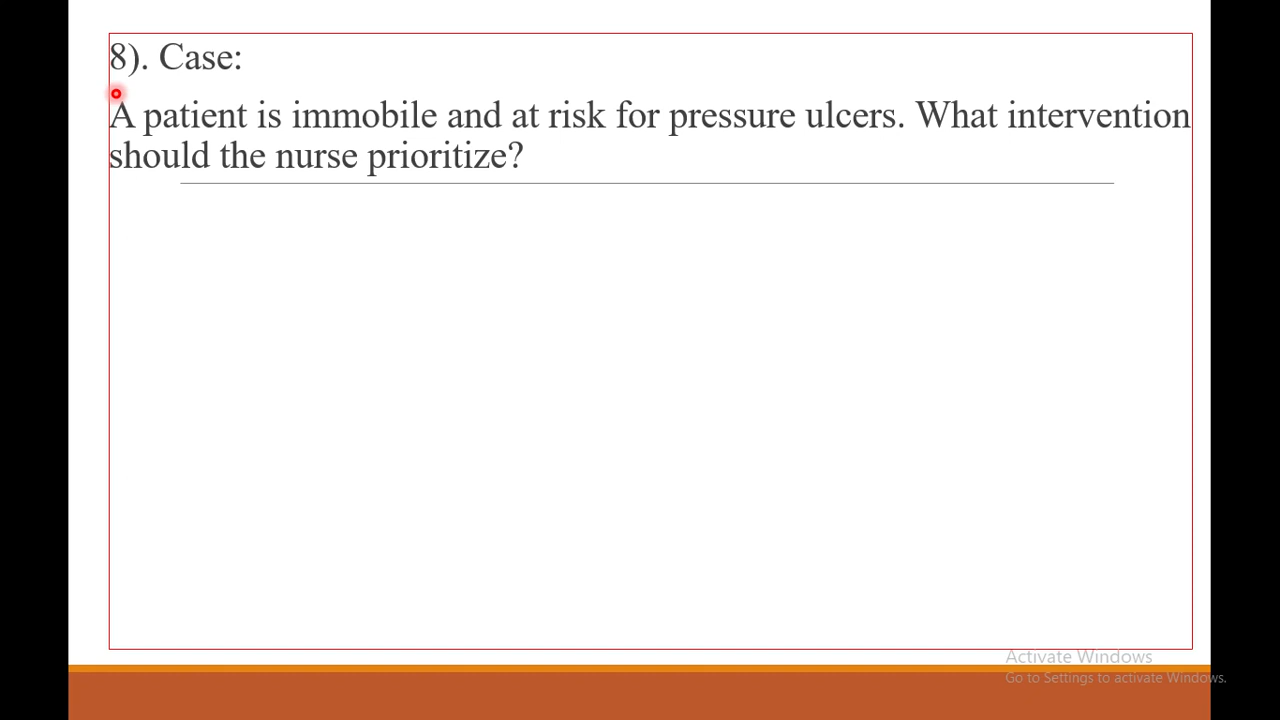 8). Case:
A patient is immobile and at risk for pressure ulcers. What intervention
should the nurse prioritize?
Activate Windows
Go to Settings to activate Windows.